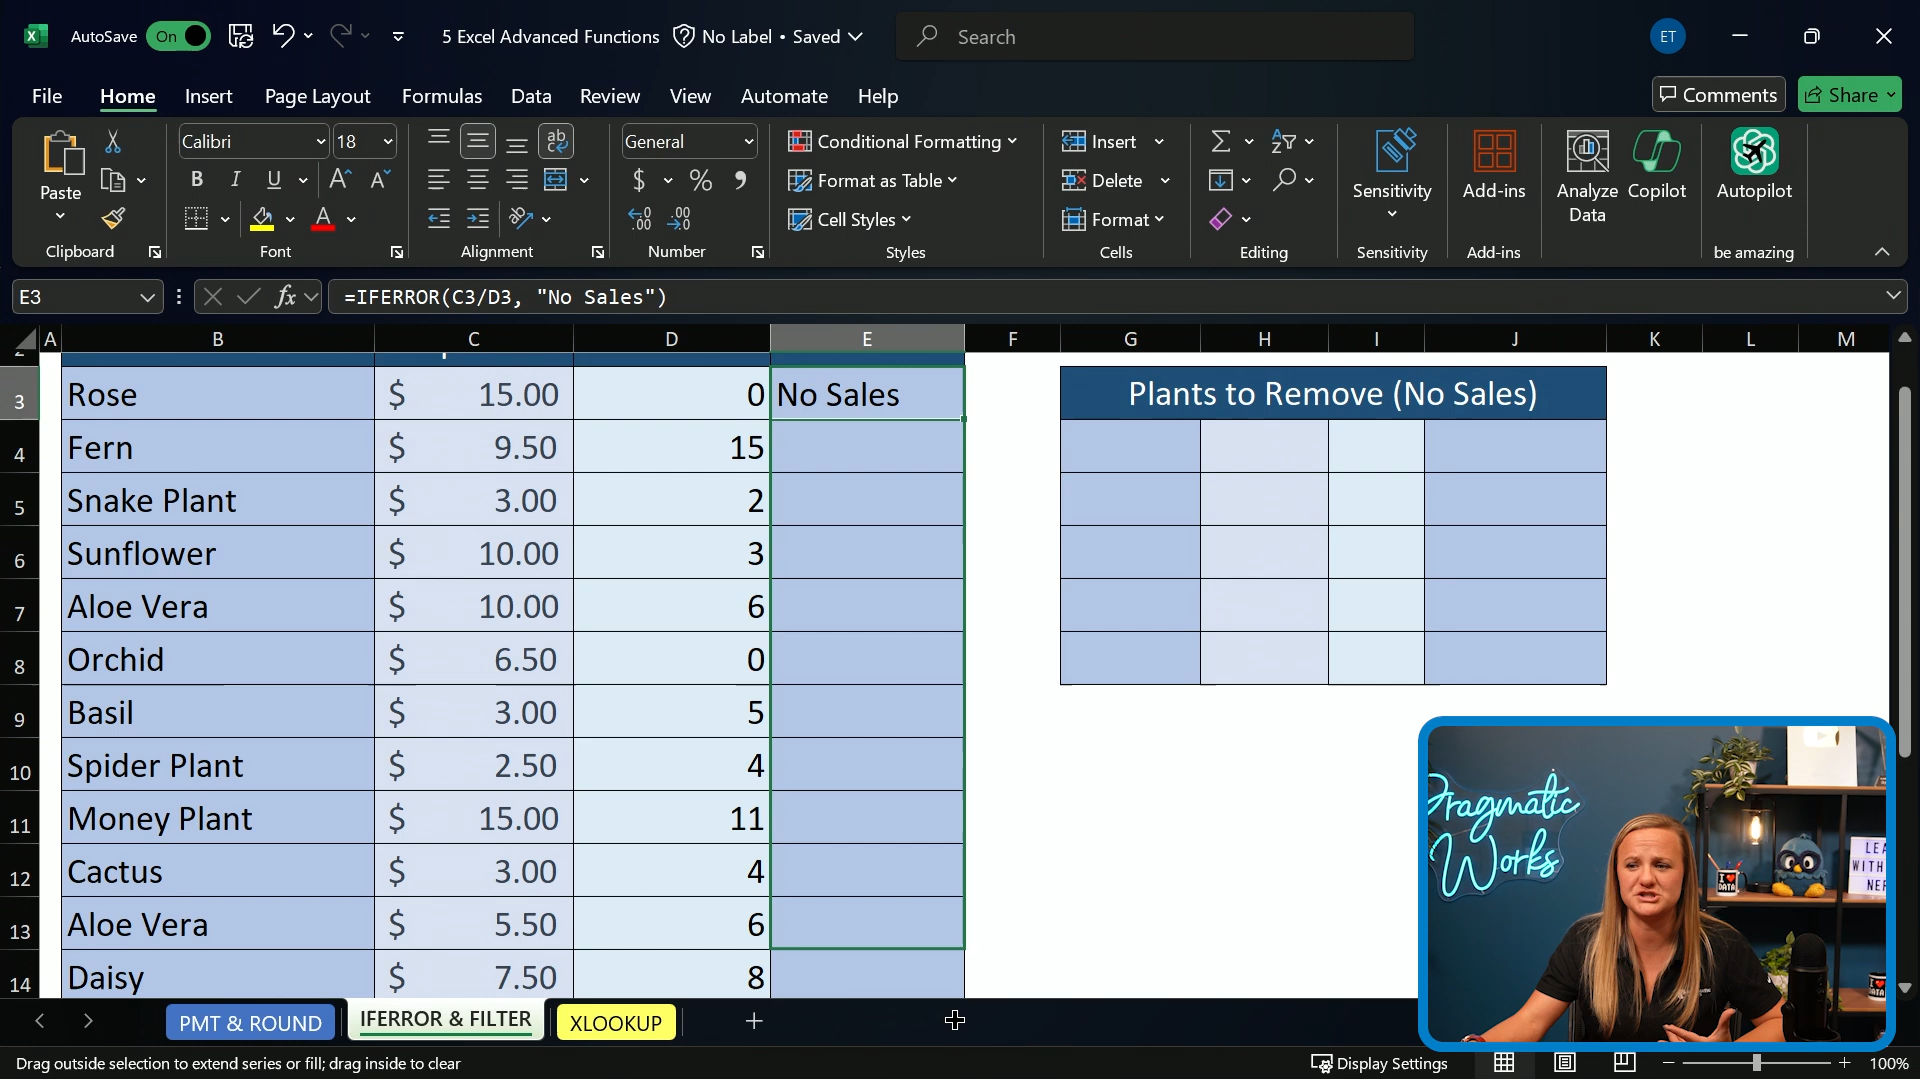 AutoSave On 5 Excel Advanced Functions No Label • Saved Search ET
File Home Insert Page Layout Formulas Data Review View Automate Help Comments Share
Calibri 18 General Conditional Formatting Insert
Paste B I U Format as Table Delete Sensitivity Add-ins Analyze Data Copilot Autopilot
Cell Styles Format
Clipboard Font Alignment Number Styles Cells Editing Sensitivity Add-ins be amazing
E3 fx =IFERROR(C3/D3, "No Sales")
A B C D E F G H I J K L M
3 Rose $ 15.00 0 No Sales Plants to Remove (No Sales)
4 Fern $ 9.50 15
5 Snake Plant $ 3.00 2
6 Sunflower $ 10.00 3
7 Aloe Vera $ 10.00 6
8 Orchid $ 6.50 0
9 Basil $ 3.00 5
10 Spider Plant $ 2.50 4
11 Money Plant $ 15.00 11
12 Cactus $ 3.00 4
13 Aloe Vera $ 5.50 6
14 Daisy $ 7.50 8
Pragmatic
Works
I ♥ DATA
PMT & ROUND IFERROR & FILTER XLOOKUP
Drag outside selection to extend series or fill; drag inside to clear Display Settings 100%